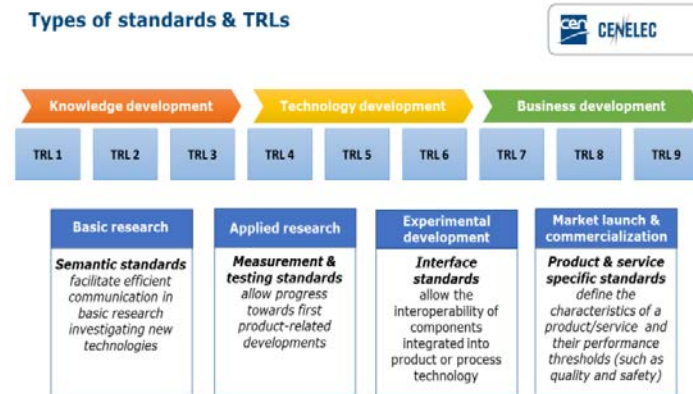 Types of standards & TRLs
cen CENELEC
Knowledge development
Technology development
Business development
TRL 1
TRL 2
TRL 3
TRL 4
TRL 5
TRL 6
TRL 7
TRL 8
TRL 9
Basic research
Semantic standards
facilitate efficient
communication in
basic research
investigating new
technologies
Applied research
Measurement &
testing standards
allow progress
towards first
product-related
developments
Experimental
development
Interface
standards
allow the
interoperability of
components
integrated into
product or process
technology
Market launch &
commercialization
Product & service
specific standards
define the
characteristics of a
product/service and
their performance
thresholds (such as
quality and safety)